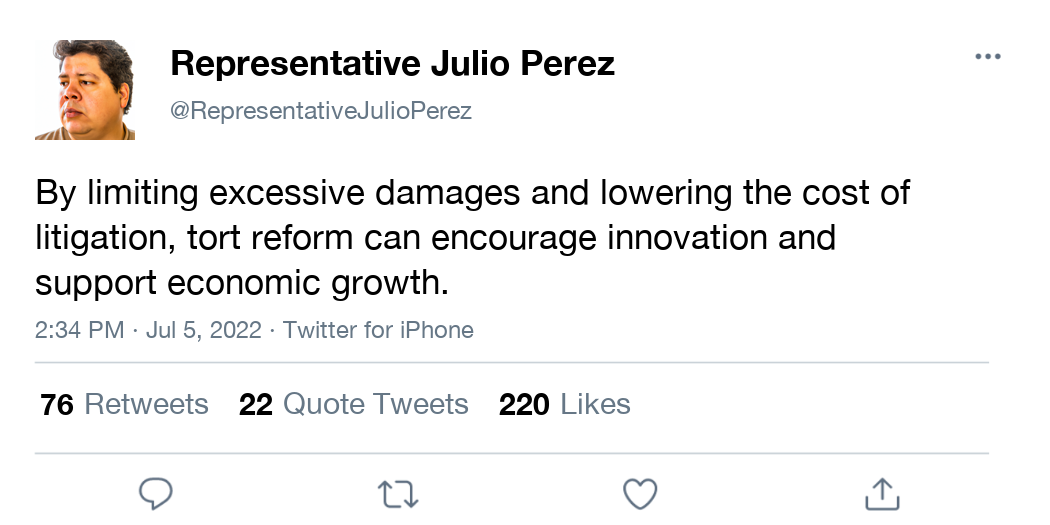 Representative Julio Perez
@RepresentativeJulioPerez
By limiting excessive damages and lowering the cost of
litigation, tort reform can encourage innovation and
support economic growth.
2:34 PM · Jul 5, 2022 · Twitter for iPhone
76 Retweets 22 Quote Tweets 220 Likes